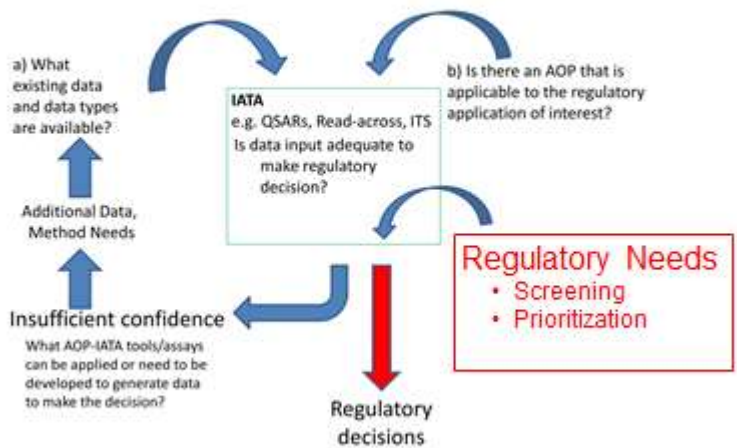 a) What
existing data
and data types
are available?
IATA
e.g. QSARs, Read-across, ITS
Is data input adequate to
make regulatory
decision?
b) Is there an AOP that is
applicable to the regulatory
application of interest?
Additional Data,
Method Needs
Regulatory Needs
• Screening
• Prioritization
Insufficient confidence
What AOP-IATA tools/assays
can be applied or need to be
developed to generate data
to make the decision?
Regulatory
decisions